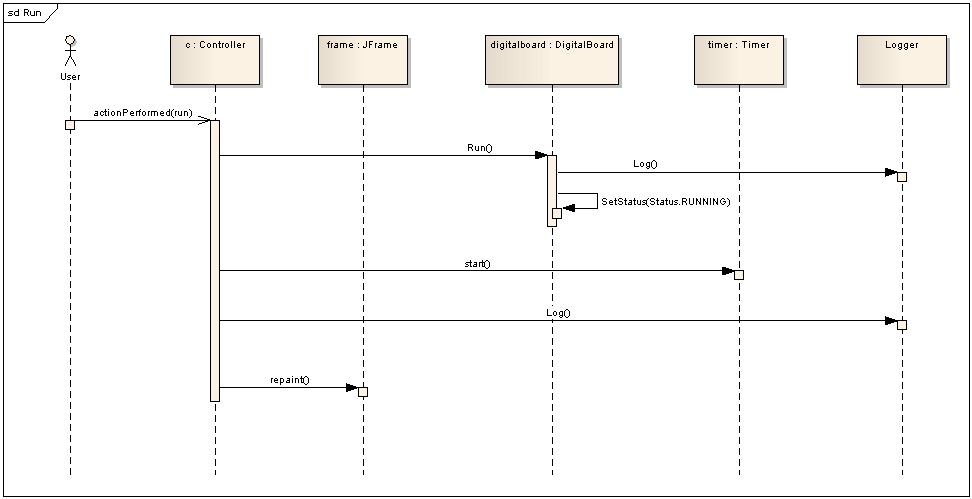 sd Run
User
c : Controller
frame : JFrame
digitalboard : DigitalBoard
timer : Timer
Logger
actionPerformed(run)
Run()
Log()
SetStatus(Status.RUNNING)
start()
Log()
repaint()